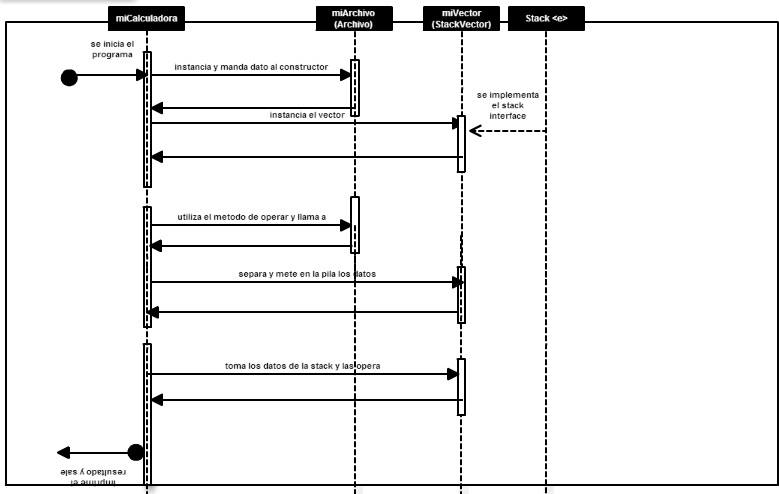 miCalculadora
miArchivo
(Archivo)
miVector
(StackVector)
Stack <e>
se inicia el
programa
instancia y manda dato al constructor
se implementa
el stack
interface
instancia el vector
utiliza el metodo de operar y llama a
separa y mete en la pila los datos
toma los datos de la stack y las opera
imprime el
resultado y sale